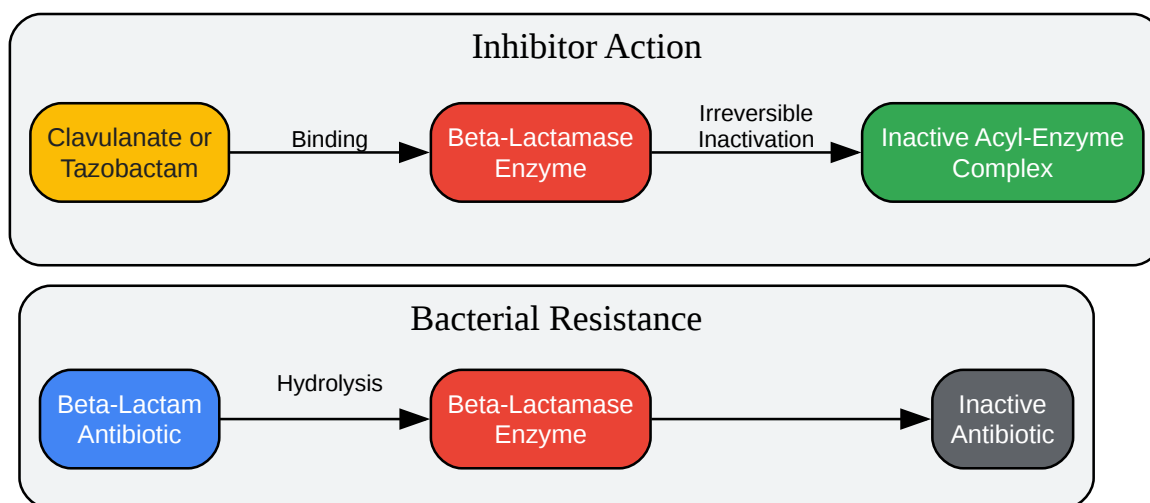 Inhibitor Action
Clavulanate or
Tazobactam
Binding
Beta-Lactamase
Enzyme
Irreversible
Inactivation
Inactive Acyl-Enzyme
Complex
Bacterial Resistance
Beta-Lactam
Antibiotic
Hydrolysis
Beta-Lactamase
Enzyme
Inactive
Antibiotic